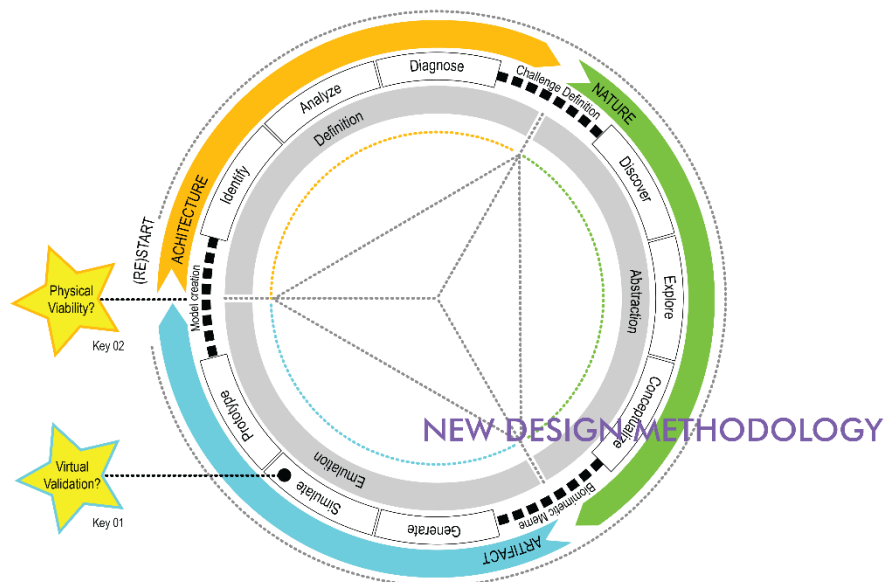 (RE)START
ACHITECTURE
Identify
Analyze
Diagnose
Definition
Challenge Definition
NATURE
Discover
Explore
Conceptualize
Abstraction
Biomimetic Meme
ARTIFACT
Generate
Simulate
Prototype
Emulation
Model creation
Physical
Viability?
Key 02
Virtual
Validation?
Key 01
NEW DESIGN METHODOLOGY